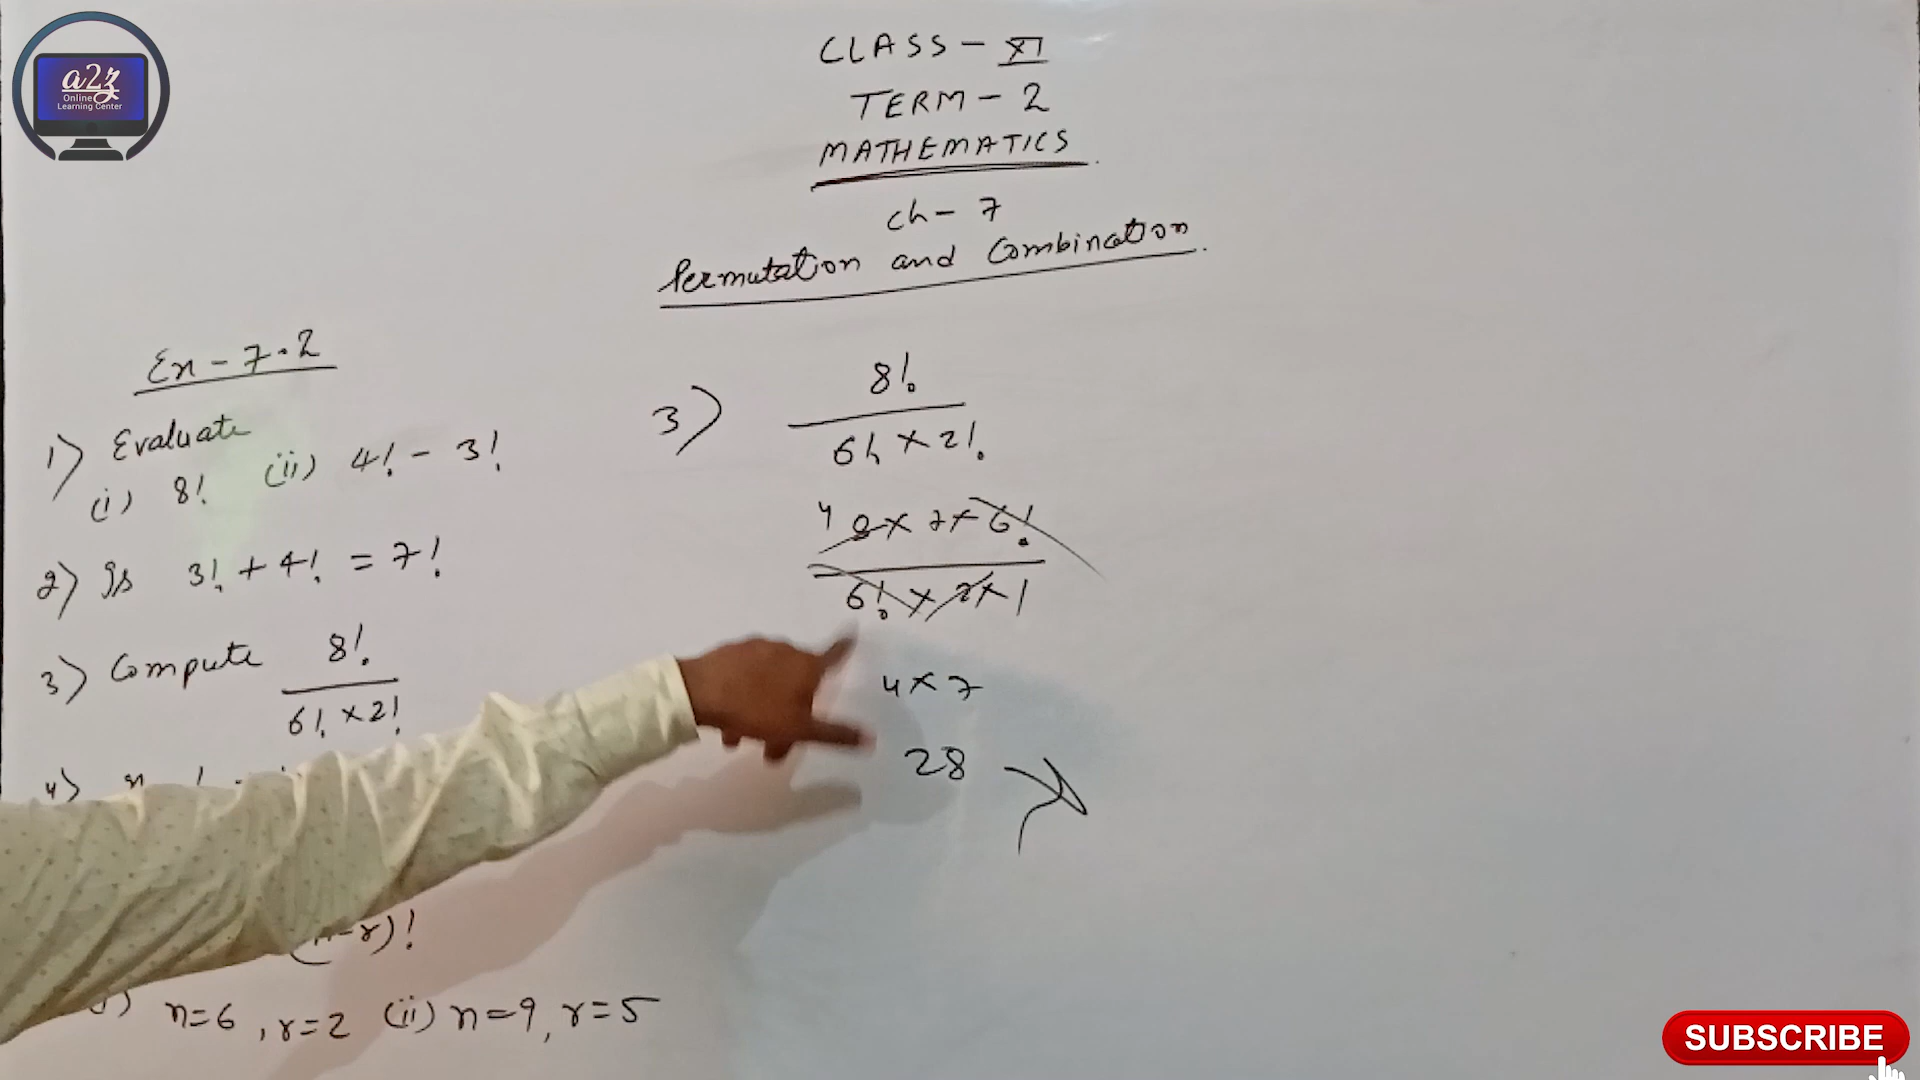 a2z
Online
Learning Center
CLASS - XI
TERM - 2
MATHEMATICS
ch - 7
Permutation and Combination
Ex - 7.2
1) Evaluate
(i) 8! (ii) 4! - 3!
2) Is 3! + 4! = 7!
3) Compute 8!
6! × 2!
4)
-r)!
n=6, r=2 (ii) n=9, r=5
3) 8!
6! × 2!
4 8 × 7 × 6!
6! × 2 × 1
4 × 7
28
SUBSCRIBE